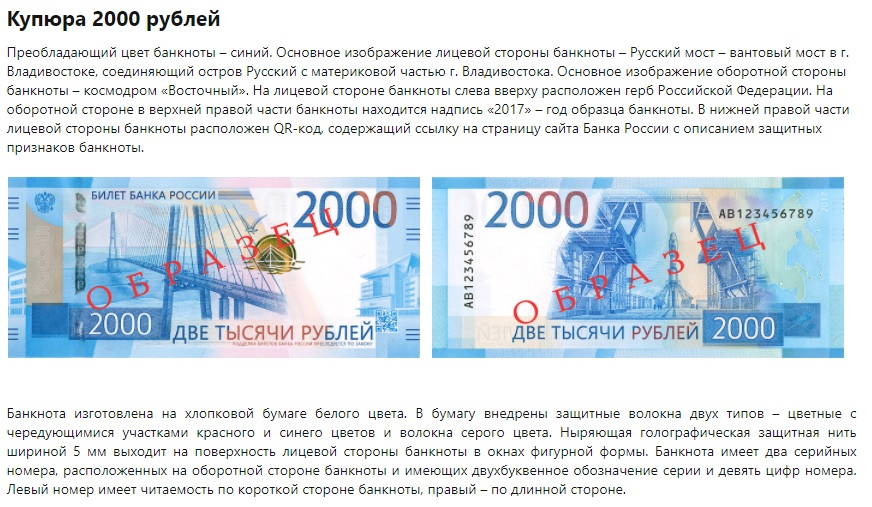 Купюра 2000 рублей
Преобладающий цвет банкноты – синий. Основное изображение лицевой стороны банкноты – Русский мост – вантовый мост в г.
Владивостоке, соединяющий остров Русский с материковой частью г. Владивостока. Основное изображение оборотной стороны
банкноты – космодром «Восточный». На лицевой стороне банкноты слева вверху расположен герб Российской Федерации. На
оборотной стороне в верхней правой части банкноты находится надпись «2017» – год образца банкноты. В нижней правой части
лицевой стороны банкноты расположен QR-код, содержащий ссылку на страницу сайта Банка России с описанием защитных
признаков банкноты.
БИЛЕТ БАНКА РОССИИ
2000
ОБРАЗЕЦ
2000
ДВЕ ТЫСЯЧИ РУБЛЕЙ
ПОДДЕЛКА БИЛЕТОВ БАНКА РОССИИ ПРЕСЛЕДУЕТСЯ ПО ЗАКОНУ
2000
АВ123456789
АВ123456789
ОБРАЗЕЦ
ДВЕ ТЫСЯЧИ РУБЛЕЙ
2000
Банкнота изготовлена на хлопковой бумаге белого цвета. В бумагу внедрены защитные волокна двух типов – цветные с
чередующимися участками красного и синего цветов и волокна серого цвета. Ныряющая голографическая защитная нить
шириной 5 мм выходит на поверхность лицевой стороны банкноты в окнах фигурной формы. Банкнота имеет два серийных
номера, расположенных на оборотной стороне банкноты и имеющих двухбуквенное обозначение серии и девять цифр номера.
Левый номер имеет читаемость по короткой стороне банкноты, правый – по длинной стороне.